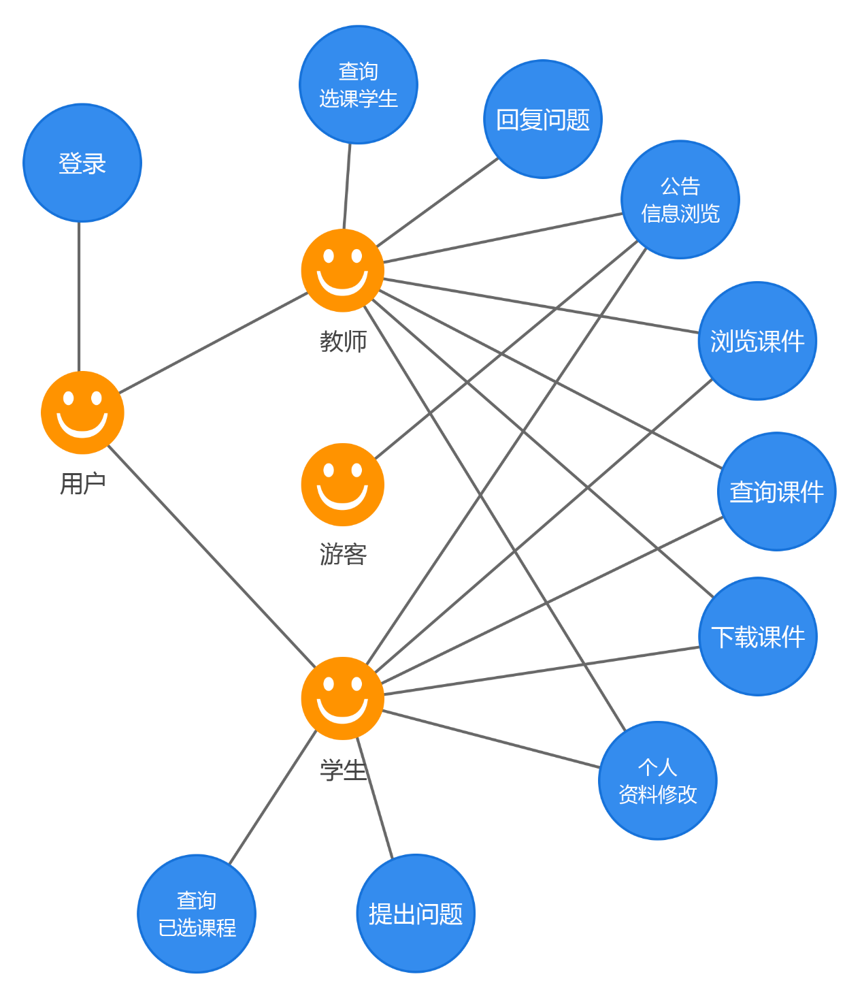 查询
选课学生
回复问题
登录
公告
信息浏览
教师
浏览课件
用户
查询课件
游客
下载课件
学生
个人
资料修改
查询
已选课程
提出问题